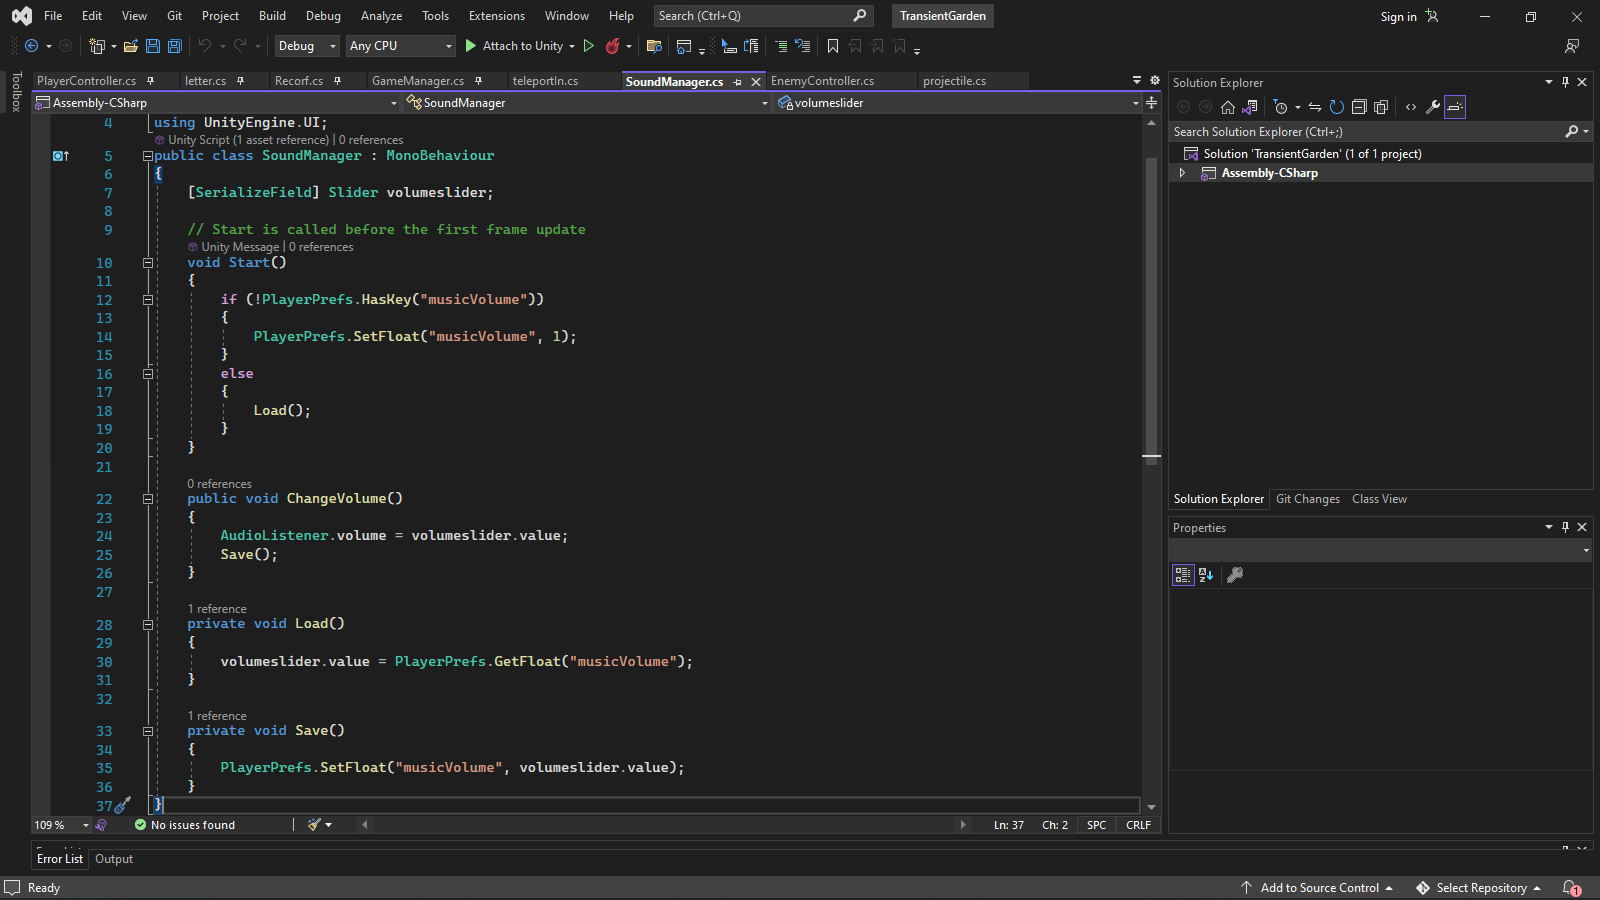 File Edit View Git Project Build Debug Analyze Tools Extensions Window Help Search (Ctrl+Q) TransientGarden Sign in
Debug Any CPU Attach to Unity
Toolbox
PlayerController.cs letter.cs Recorf.cs GameManager.cs teleportIn.cs SoundManager.cs EnemyController.cs projectile.cs
Assembly-CSharp SoundManager volumeslider
4 using UnityEngine.UI;
Unity Script (1 asset reference) | 0 references
5 public class SoundManager : MonoBehaviour
6 {
7 [SerializeField] Slider volumeslider;
8
9 // Start is called before the first frame update
Unity Message | 0 references
10 void Start()
11 {
12 if (!PlayerPrefs.HasKey("musicVolume"))
13 {
14 PlayerPrefs.SetFloat("musicVolume", 1);
15 }
16 else
17 {
18 Load();
19 }
20 }
21
0 references
22 public void ChangeVolume()
23 {
24 AudioListener.volume = volumeslider.value;
25 Save();
26 }
27
1 reference
28 private void Load()
29 {
30 volumeslider.value = PlayerPrefs.GetFloat("musicVolume");
31 }
32
1 reference
33 private void Save()
34 {
35 PlayerPrefs.SetFloat("musicVolume", volumeslider.value);
36 }
37 }
109 % No issues found Ln: 37 Ch: 2 SPC CRLF
Solution Explorer
Search Solution Explorer (Ctrl+;)
Solution 'TransientGarden' (1 of 1 project)
Assembly-CSharp
Solution Explorer Git Changes Class View
Properties
Error List Output
Ready Add to Source Control Select Repository 1